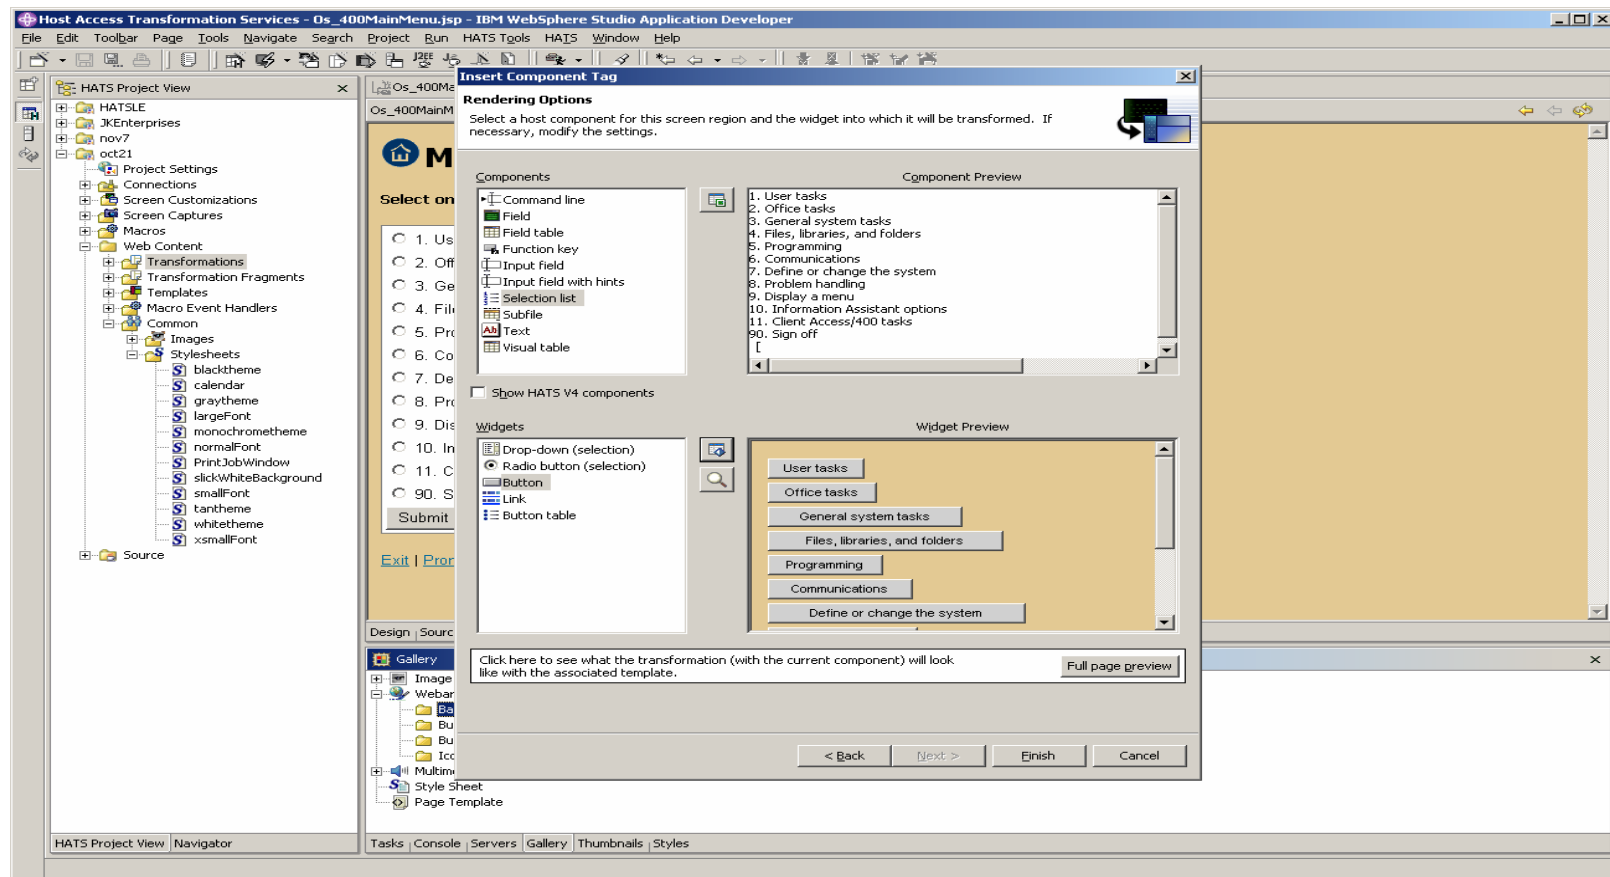 Host Access Transformation Services - Os_400MainMenu.jsp - IBM WebSphere Studio Application Developer
File Edit Toolbar Page Tools Navigate Search Project Run HATS Tools HATS Window Help
HATS Project View
HATSLE
JKEnterprises
nov7
oct21
Project Settings
Connections
Screen Customizations
Screen Captures
Macros
Web Content
Transformations
Transformation Fragments
Templates
Macro Event Handlers
Common
Images
Stylesheets
blacktheme
calendar
graytheme
largeFont
monochrometheme
normalFont
PrintJobWindow
slickWhiteBackground
smallFont
tantheme
whitetheme
xsmallFont
Source
HATS Project View Navigator
Os_400Ma
Os_400MainM
M
Select on
1. Us
2. Off
3. Ge
4. File
5. Pro
6. Co
7. De
8. Pro
9. Dis
10. In
11. C
90. S
Submit
Exit | Pron
Design Sourc
Insert Component Tag
Rendering Options
Select a host component for this screen region and the widget into which it will be transformed. If
necessary, modify the settings.
Components
Command line
Field
Field table
Function key
Input field
Input field with hints
Selection list
Subfile
Text
Visual table
Component Preview
1. User tasks
2. Office tasks
3. General system tasks
4. Files, libraries, and folders
5. Programming
6. Communications
7. Define or change the system
8. Problem handling
9. Display a menu
10. Information Assistant options
11. Client Access/400 tasks
90. Sign off
[
Show HATS V4 components
Widgets
Drop-down (selection)
Radio button (selection)
Button
Link
Button table
Widget Preview
User tasks
Office tasks
General system tasks
Files, libraries, and folders
Programming
Communications
Define or change the system
Click here to see what the transformation (with the current component) will look
like with the associated template.
Full page preview
< Back Next > Finish Cancel
Gallery
Image
Webar
Ba
Bu
Bu
Ico
Multime
Style Sheet
Page Template
Tasks Console Servers Gallery Thumbnails Styles